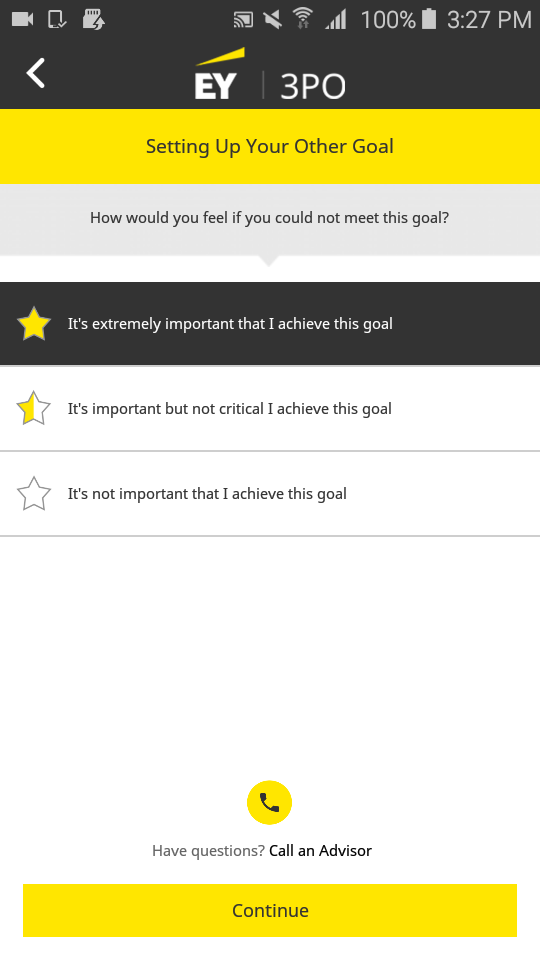 100% 3:27 PM
EY | 3PO
Setting Up Your Other Goal
How would you feel if you could not meet this goal?
It's extremely important that I achieve this goal
It's important but not critical I achieve this goal
It's not important that I achieve this goal
Have questions? Call an Advisor
Continue